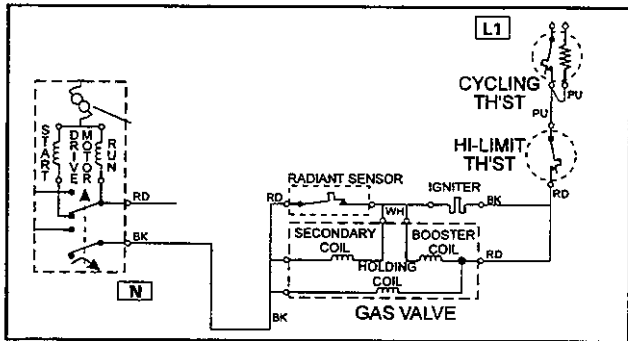 L1
CYCLING
TH'ST
PU
PU
HI-LIMIT
TH'ST
RD
START
DRIVE
MOTOR
RUN
RD
BK
N
RADIANT SENSOR
IGNITER
RD
WH
BK
SECONDARY
COIL
BOOSTER
COIL
HOLDING
COIL
RD
BK
GAS VALVE